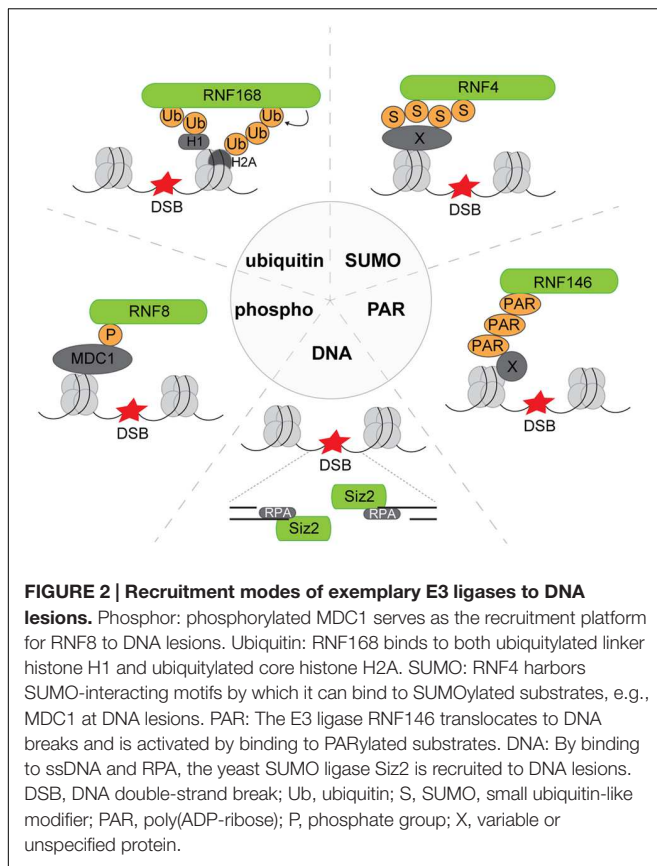 RNF168
Ub
Ub
Ub
Ub
Ub
H1
H2A
DSB
RNF4
S
S
S
S
X
DSB
ubiquitin
SUMO
phospho
PAR
DNA
RNF8
P
MDC1
DSB
RNF146
PAR
PAR
PAR
X
DSB
DSB
Siz2
RPA
RPA
Siz2
FIGURE 2 | Recruitment modes of exemplary E3 ligases to DNA
lesions. Phosphor: phosphorylated MDC1 serves as the recruitment platform
for RNF8 to DNA lesions. Ubiquitin: RNF168 binds to both ubiquitylated linker
histone H1 and ubiquitylated core histone H2A. SUMO: RNF4 harbors
SUMO-interacting motifs by which it can bind to SUMOylated substrates, e.g.,
MDC1 at DNA lesions. PAR: The E3 ligase RNF146 translocates to DNA
breaks and is activated by binding to PARylated substrates. DNA: By binding
to ssDNA and RPA, the yeast SUMO ligase Siz2 is recruited to DNA lesions.
DSB, DNA double-strand break; Ub, ubiquitin; S, SUMO, small ubiquitin-like
modifier; PAR, poly(ADP-ribose); P, phosphate group; X, variable or
unspecified protein.